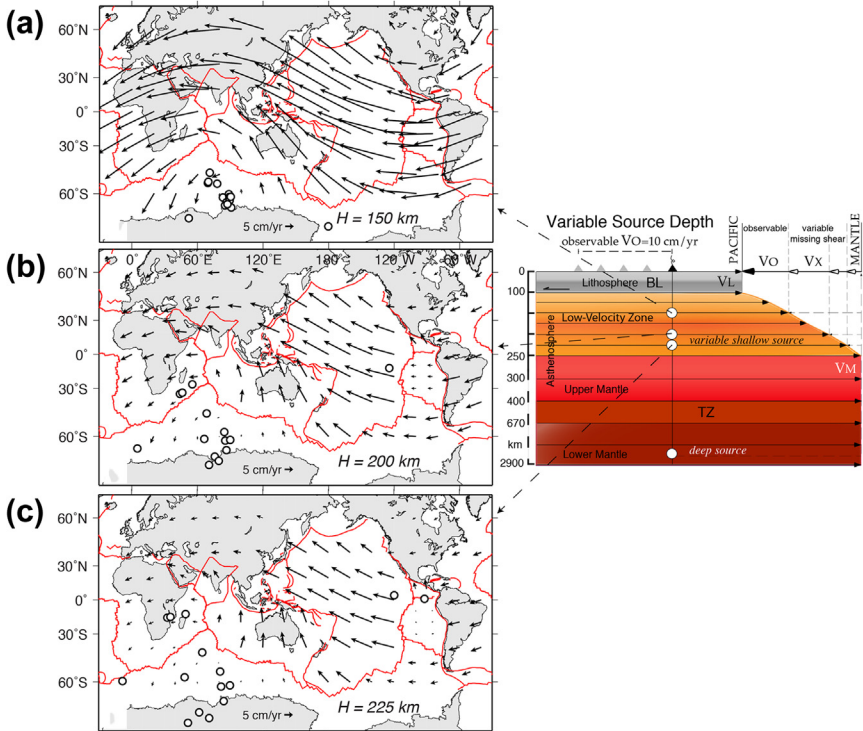 (a)
60˚N
30˚N
0˚
30˚S
60˚S
H = 150 km
5 cm/yr
(b)
0˚ 60˚E 120˚E 180˚ W W
60˚N
30˚N
0˚
30˚S
60˚S
5 cm/yr
H = 200 km
(c)
60˚N
30˚N
0˚
30˚S
60˚S
5 cm/yr
H = 225 km
Variable Source Depth
observable VO=10 cm/yr
PACIFIC
observable
variable
missing shear
MANTLE
VO
VX
0
100
250
300
400
670
km
2900
Asthenosphere
Lithosphere
BL
VL
Low-Velocity Zone
variable shallow source
VM
Upper Mantle
TZ
Lower Mantle
deep source